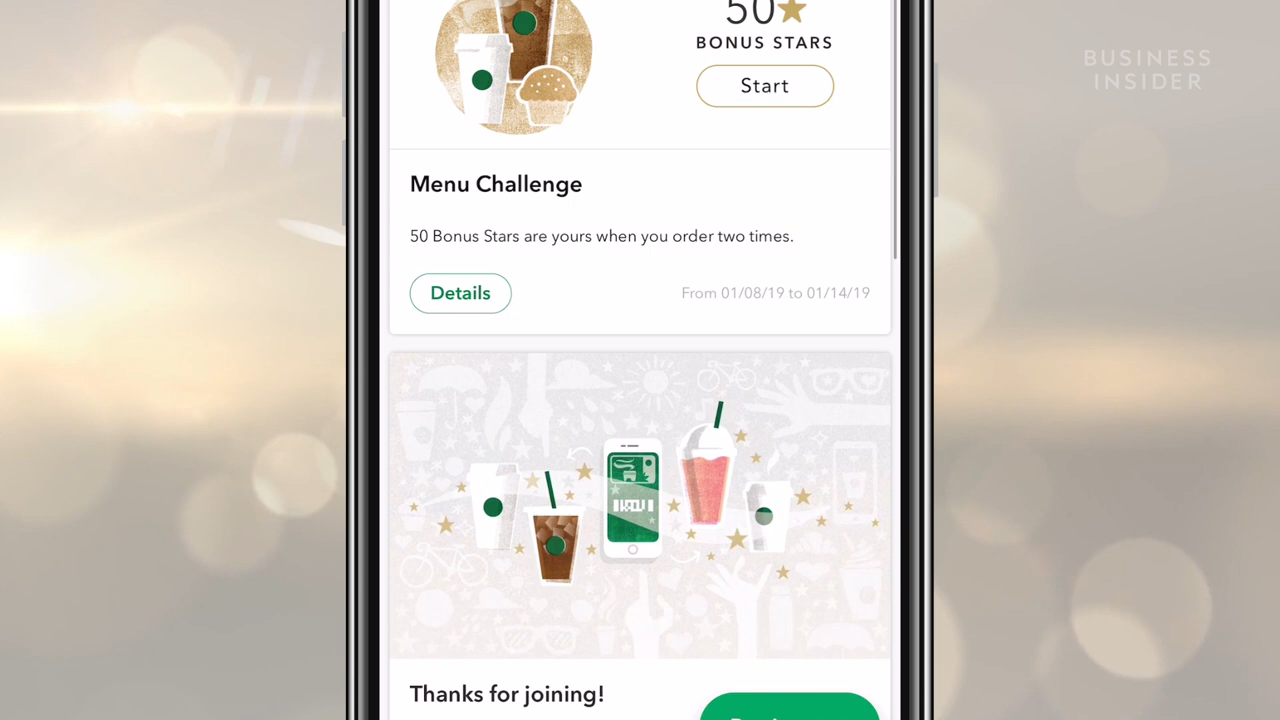 50
BONUS STARS
Start
BUSINESS
INSIDER
Menu Challenge
50 Bonus Stars are yours when you order two times.
Details
From 01/08/19 to 01/14/19
Thanks for joining!